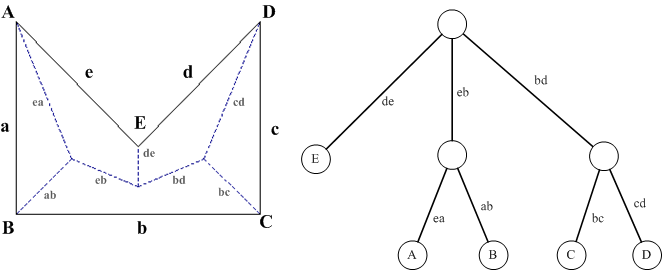 A D
e d
ea cd
a E c
de
eb bd
ab bc
B b C
de eb bd
E
ea ab bc cd
A B C D